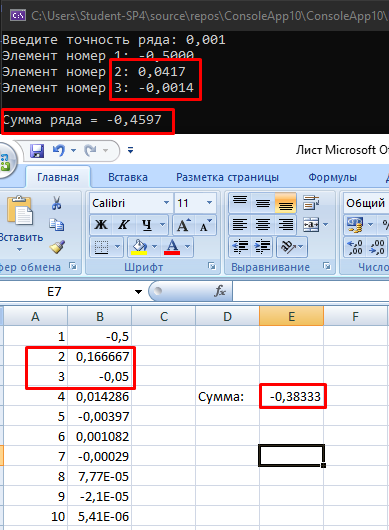 C:\Users\Student-SP4\source\repos\ConsoleApp10\ConsoleApp10\
Введите точность ряда: 0,001
Элемент номер 1: -0,5000
Элемент номер 2: 0,0417
Элемент номер 3: -0,0014
Сумма ряда = -0,4597
Лист Microsoft Of
Главная Вставка Разметка страницы Формулы
Calibri 11 Общий
Вставить
Ж К Ч
фер обмена Шрифт Выравнивание Число
E7
A B C D E F
1 -0,5
2 0,166667
3 -0,05
4 0,014286 Сумма: -0,38333
5 -0,00397
6 0,001082
7 -0,00029
8 7,77E-05
9 -2,1E-05
10 5,41E-06